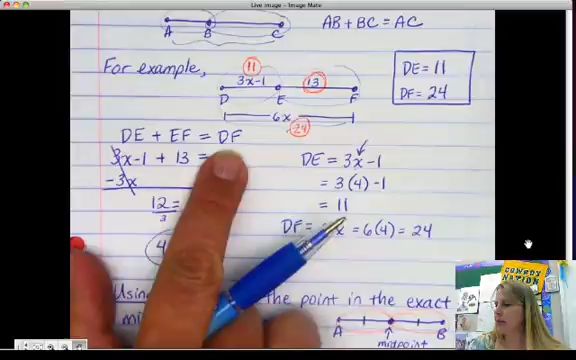 Live image - Image Mate
A B C
AB + BC = AC
For example,
11
3x-1
13
D E F
6x
24
DE = 11
DF = 24
DE + EF = DF
3x-1 + 13 =
-3x
12 =
3
4
DE = 3x-1
= 3(4) -1
= 11
DF = x = 6(4) = 24
Using the point in the exact
A B
midpoint
COMEDY
NATION